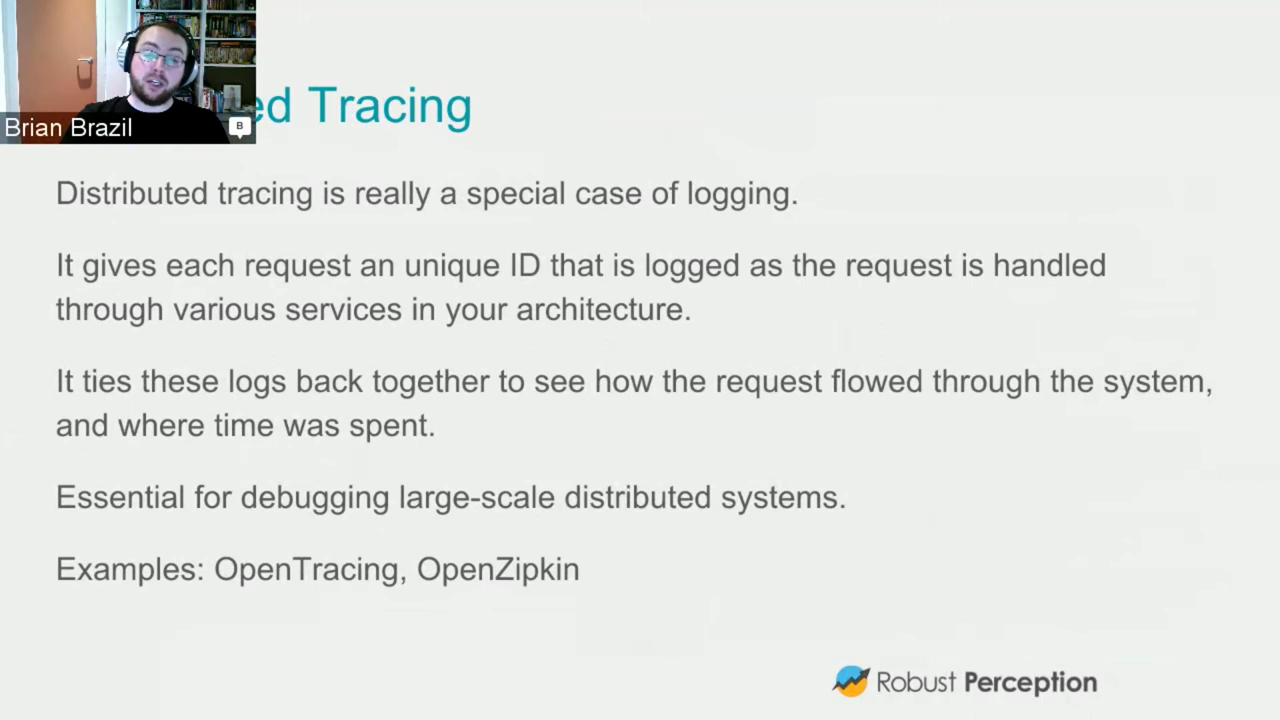 Brian Brazil
B
ed Tracing
Distributed tracing is really a special case of logging.
It gives each request an unique ID that is logged as the request is handled
through various services in your architecture.
It ties these logs back together to see how the request flowed through the system,
and where time was spent.
Essential for debugging large-scale distributed systems.
Examples: OpenTracing, OpenZipkin
Robust Perception